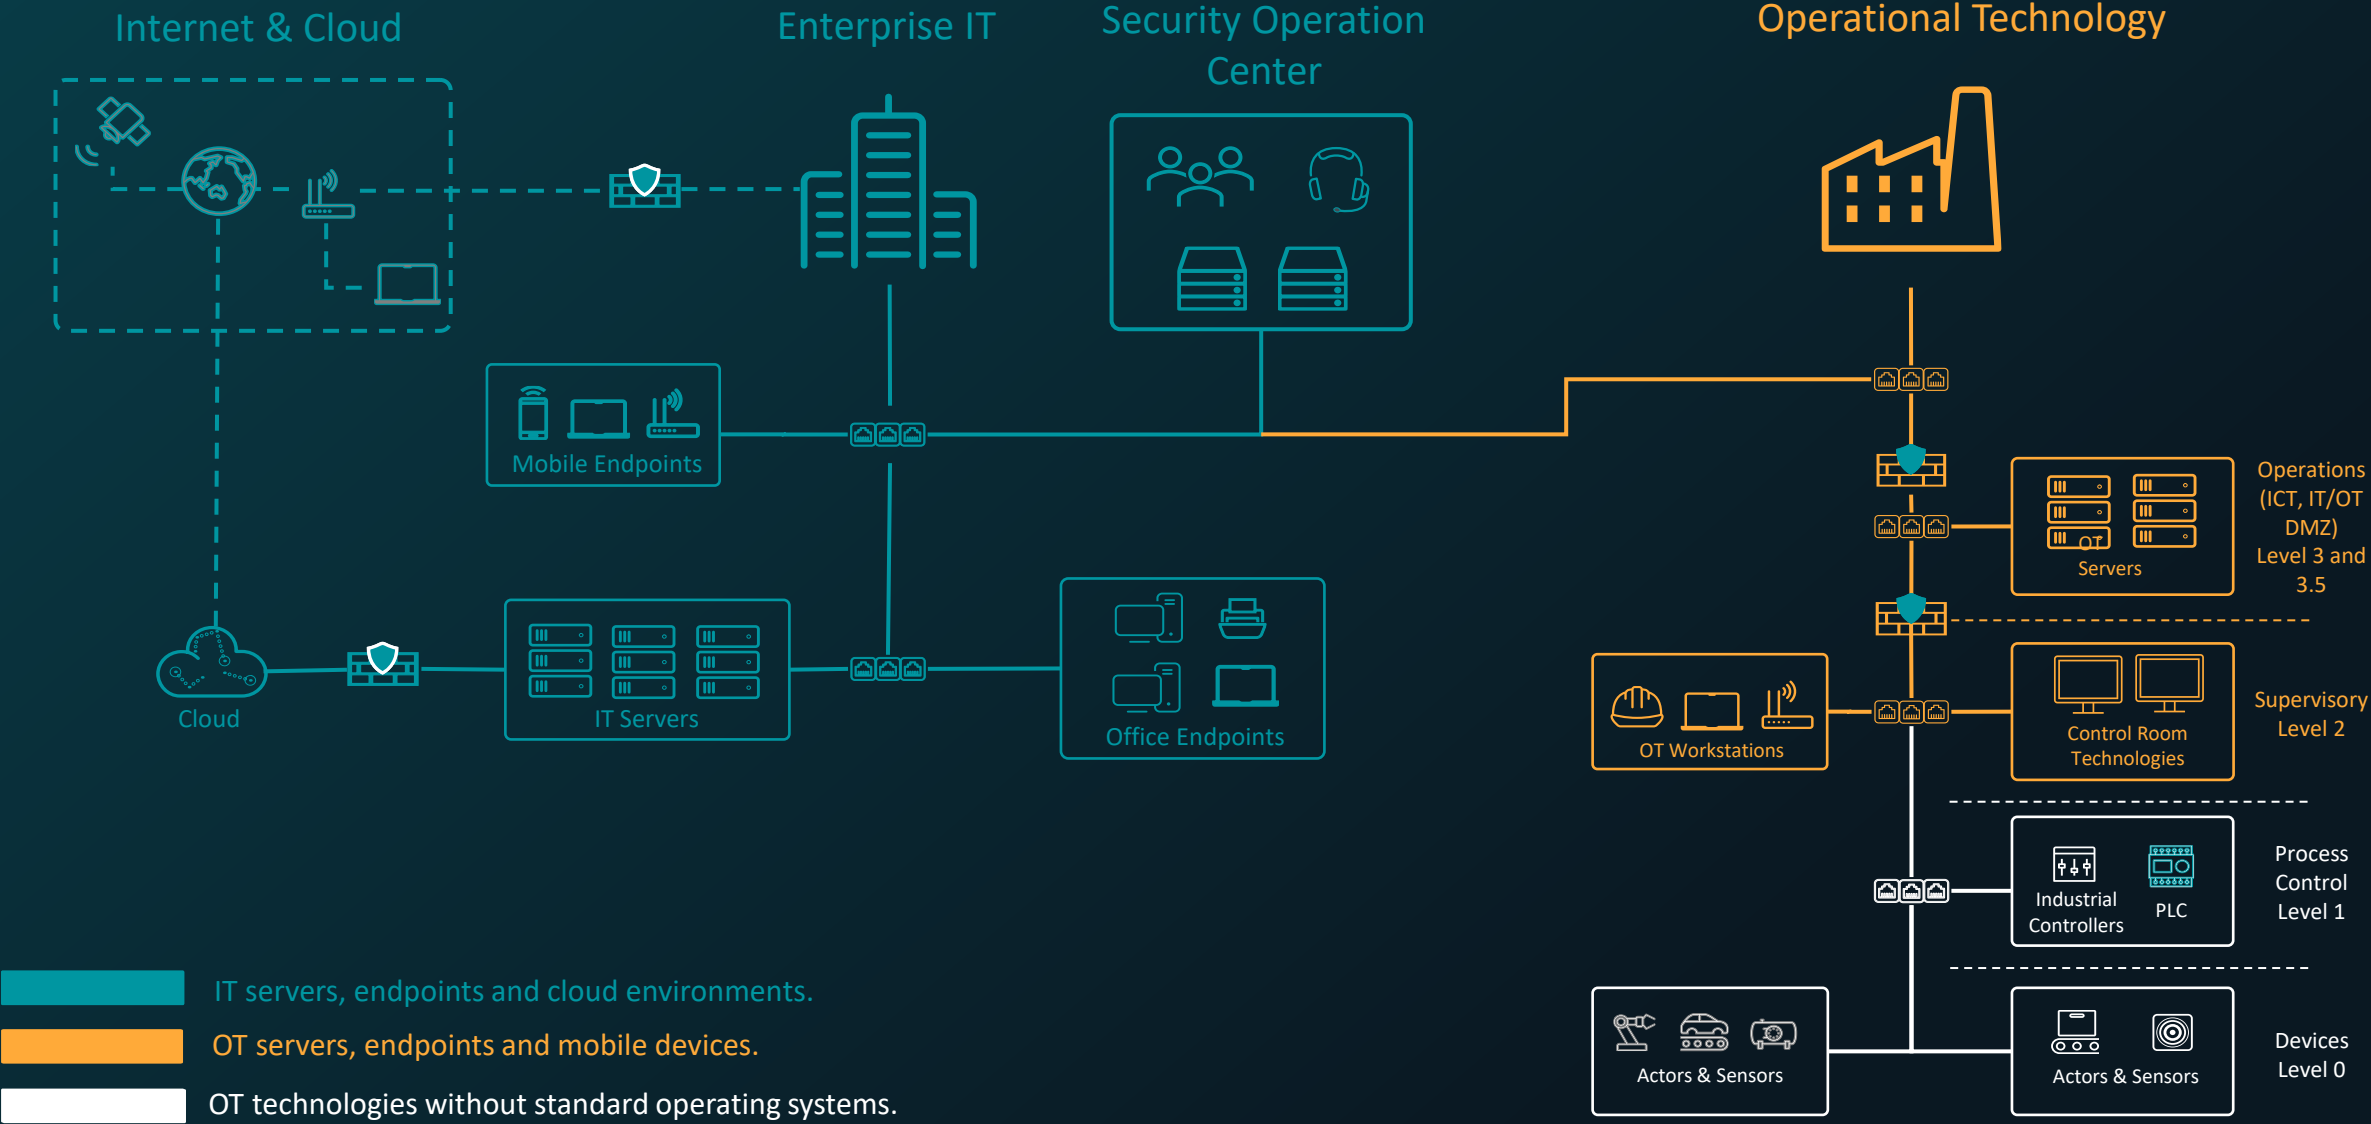 Internet & Cloud
Enterprise IT
Security Operation
Center
Operational Technology
Mobile Endpoints
Operations
(ICT, IT/OT
DMZ)
Level 3 and
3.5
OT
Servers
Cloud
IT Servers
Office Endpoints
OT Workstations
Control Room
Technologies
Supervisory
Level 2
Industrial
Controllers
PLC
Process
Control
Level 1
Actors & Sensors
Actors & Sensors
Devices
Level 0
IT servers, endpoints and cloud environments.
OT servers, endpoints and mobile devices.
OT technologies without standard operating systems.